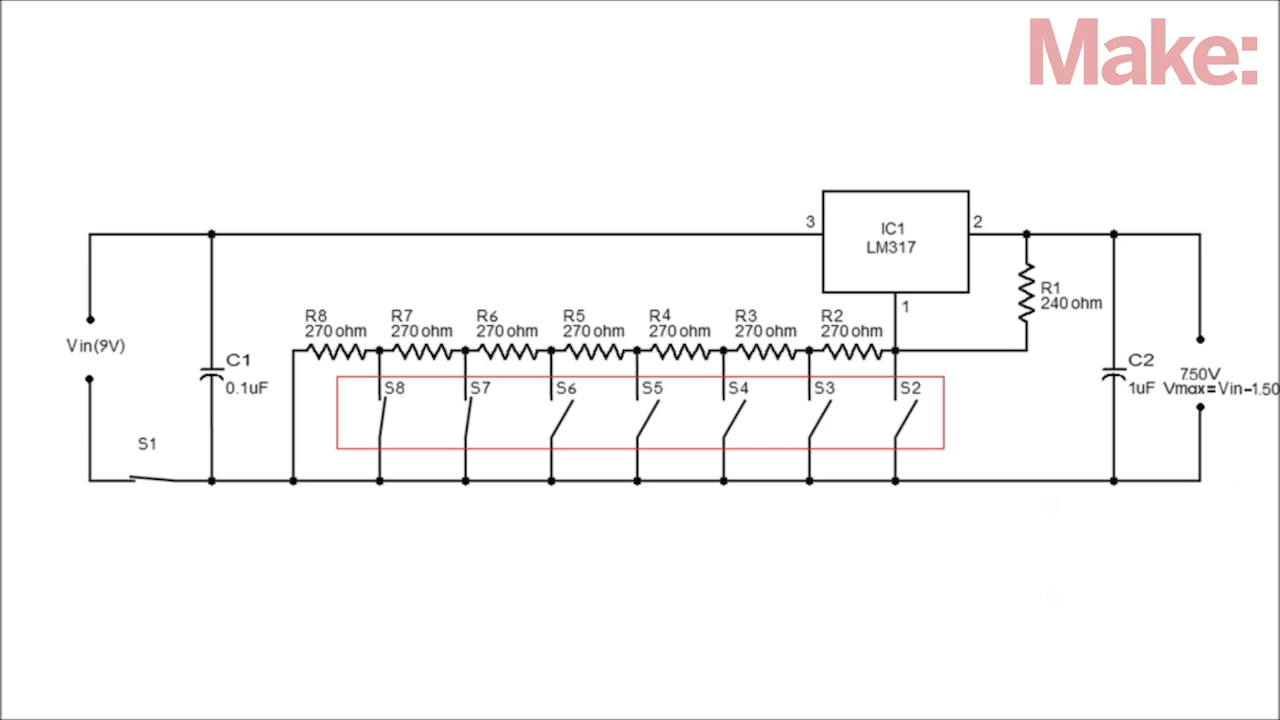 Make:
3
IC1
LM317
2
1
R1
240 ohm
R8
270 ohm
R7
270 ohm
R6
270 ohm
R5
270 ohm
R4
270 ohm
R3
270 ohm
R2
270 ohm
Vin(9V)
C1
0.1uF
S8
S7
S6
S5
S4
S3
S2
C2
1uF
7.50V
Vmax=Vin-1.50
S1